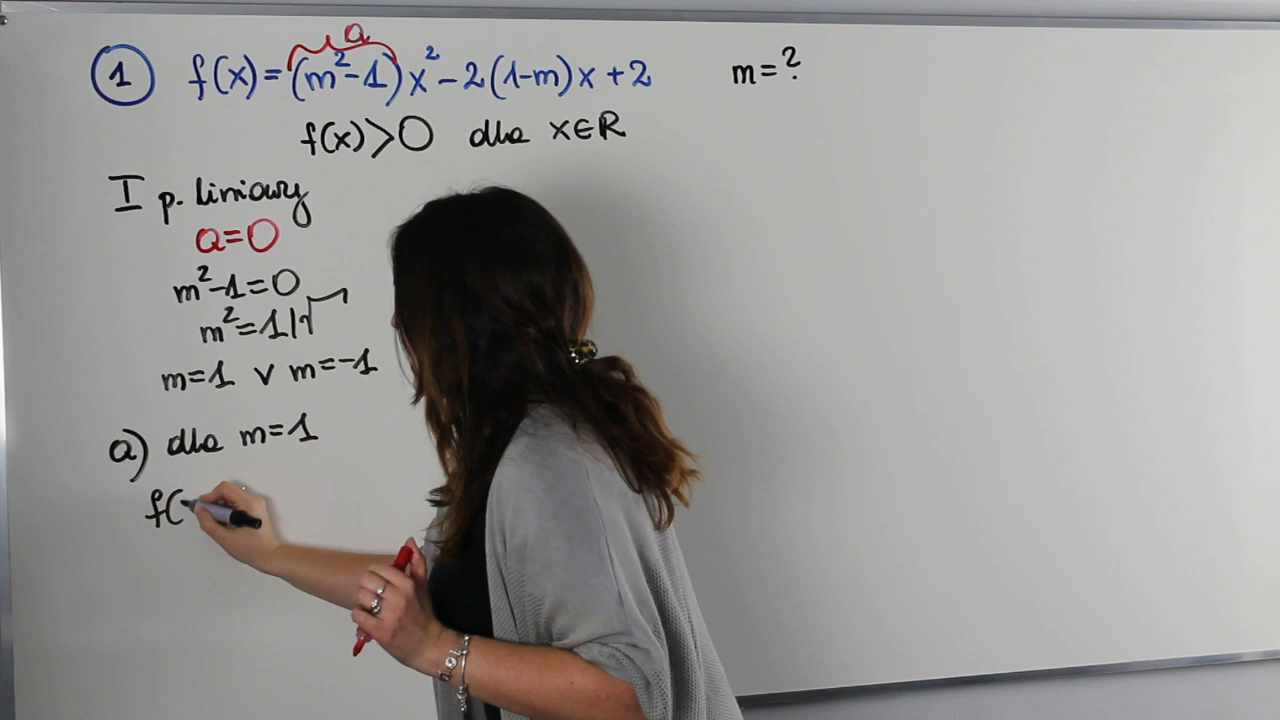 1 f(x)=(m²-1)x²-2(1-m)x+2 m=?
a
f(x)>0 dla x∈R
I p. liniowy
a=0
m²-1=0
m²=1|√
m=1 ∨ m=-1
a) dla m=1
f(